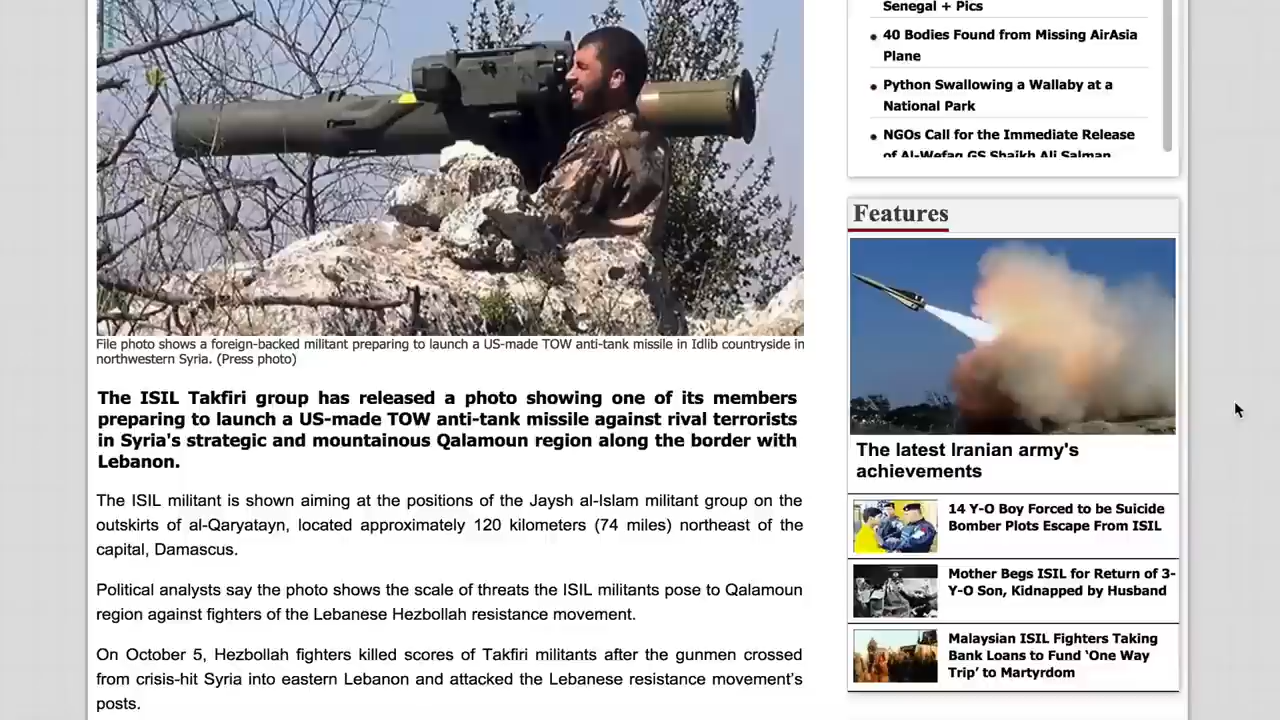 File photo shows a foreign-backed militant preparing to launch a US-made TOW anti-tank missile in Idlib countryside in
northwestern Syria. (Press photo)
The ISIL Takfiri group has released a photo showing one of its members
preparing to launch a US-made TOW anti-tank missile against rival terrorists
in Syria's strategic and mountainous Qalamoun region along the border with
Lebanon.
The ISIL militant is shown aiming at the positions of the Jaysh al-Islam militant group on the
outskirts of al-Qaryatayn, located approximately 120 kilometers (74 miles) northeast of the
capital, Damascus.
Political analysts say the photo shows the scale of threats the ISIL militants pose to Qalamoun
region against fighters of the Lebanese Hezbollah resistance movement.
On October 5, Hezbollah fighters killed scores of Takfiri militants after the gunmen crossed
from crisis-hit Syria into eastern Lebanon and attacked the Lebanese resistance movement's
posts.
Senegal + Pics
40 Bodies Found from Missing AirAsia
Plane
Python Swallowing a Wallaby at a
National Park
NGOs Call for the Immediate Release
of Al-Wefaq GS Shaikh Ali Salman
Features
The latest Iranian army's
achievements
14 Y-O Boy Forced to be Suicide
Bomber Plots Escape From ISIL
Mother Begs ISIL for Return of 3-
Y-O Son, Kidnapped by Husband
Malaysian ISIL Fighters Taking
Bank Loans to Fund ‘One Way
Trip’ to Martyrdom